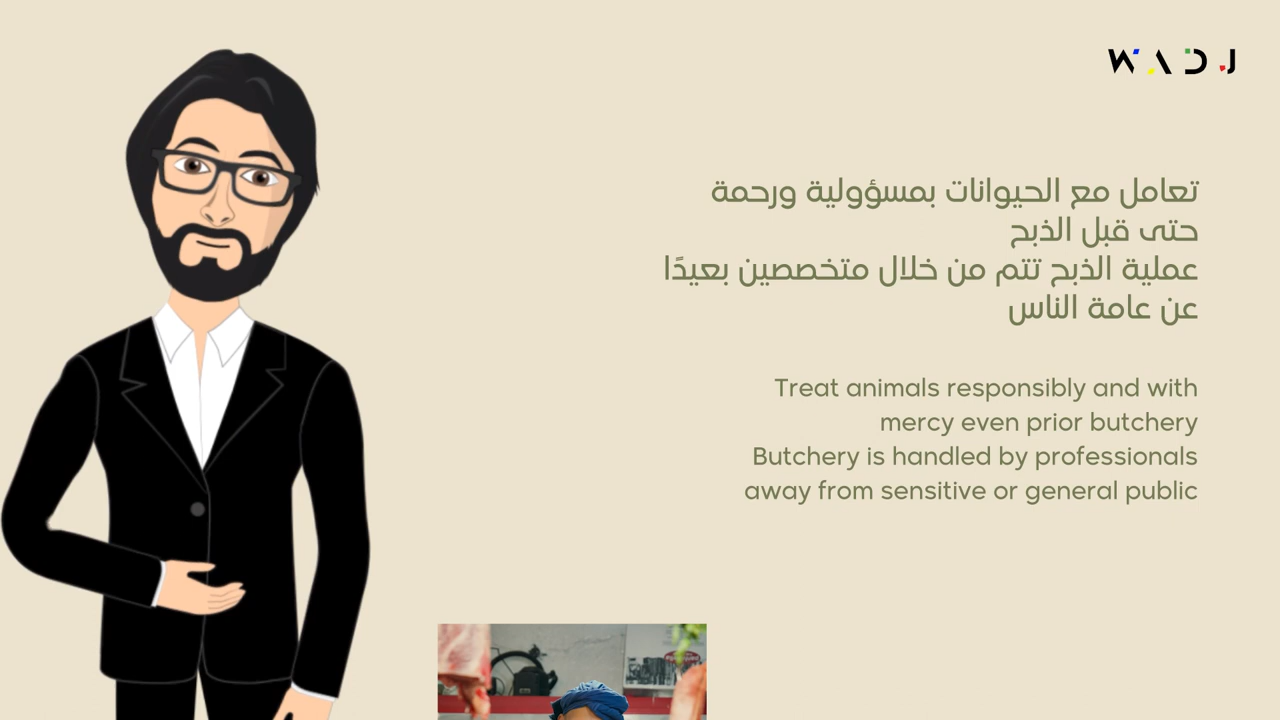 WADJ
تعامل مع الحيوانات بمسؤولية ورحمة
حتى قبل الذبح
عملية الذبح تتم من خلال متخصصين بعيدًا
عن عامة الناس
Treat animals responsibly and with
mercy even prior butchery
Butchery is handled by professionals
away from sensitive or general public